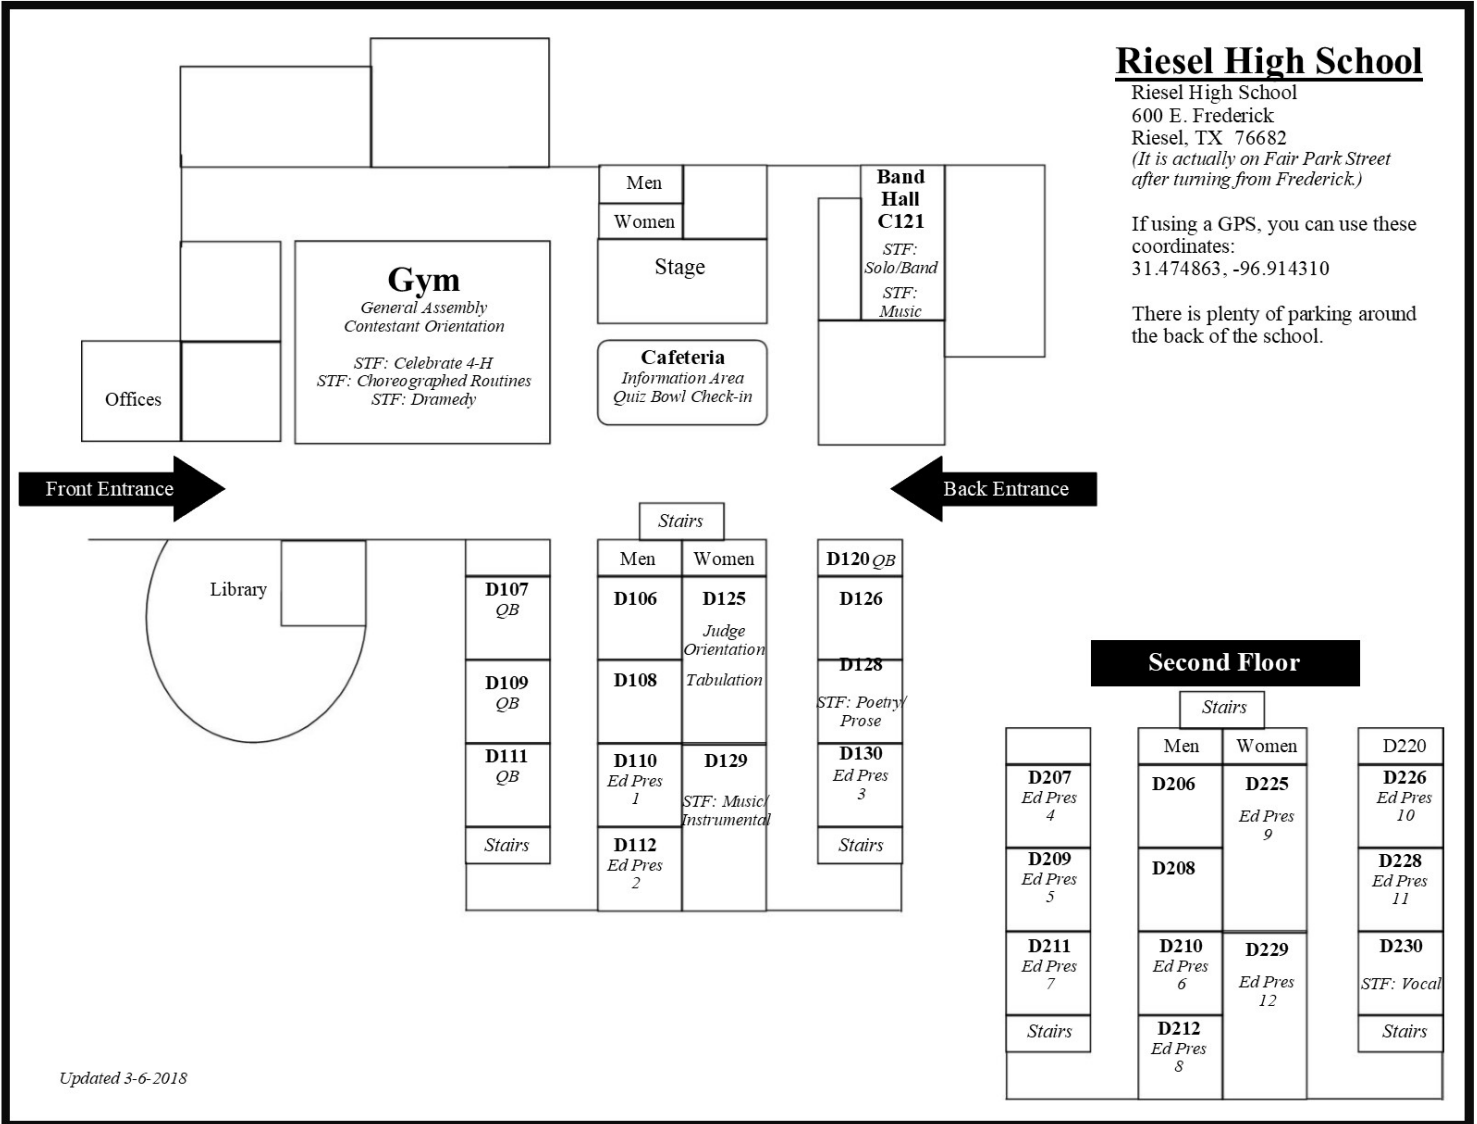 Riesel High School
Riesel High School
600 E. Frederick
Riesel, TX  76682
(It is actually on Fair Park Street
after turning from Frederick.)
If using a GPS, you can use these
coordinates:
31.474863, -96.914310
There is plenty of parking around
the back of the school.
Men
Women
Stage
Band
Hall
C121
STF:
Solo/Band
STF:
Music
Gym
General Assembly
Contestant Orientation
STF: Celebrate 4-H
STF: Choreographed Routines
STF: Dramedy
Cafeteria
Information Area
Quiz Bowl Check-in
Offices
Front Entrance
Back Entrance
Stairs
Library
Men
Women
D107
QB
D109
QB
D111
QB
Stairs
D106
D108
D110
Ed Pres
1
D112
Ed Pres
2
D125
Judge
Orientation
Tabulation
D129
STF: Music/
Instrumental
D120 QB
D126
D128
STF: Poetry/
Prose
D130
Ed Pres
3
Stairs
Second Floor
Stairs
Men
Women
D220
D207
Ed Pres
4
D209
Ed Pres
5
D211
Ed Pres
7
Stairs
D206
D208
D210
Ed Pres
6
D212
Ed Pres
8
D225
Ed Pres
9
D229
Ed Pres
12
D226
Ed Pres
10
D228
Ed Pres
11
D230
STF: Vocal
Stairs
Updated 3-6-2018